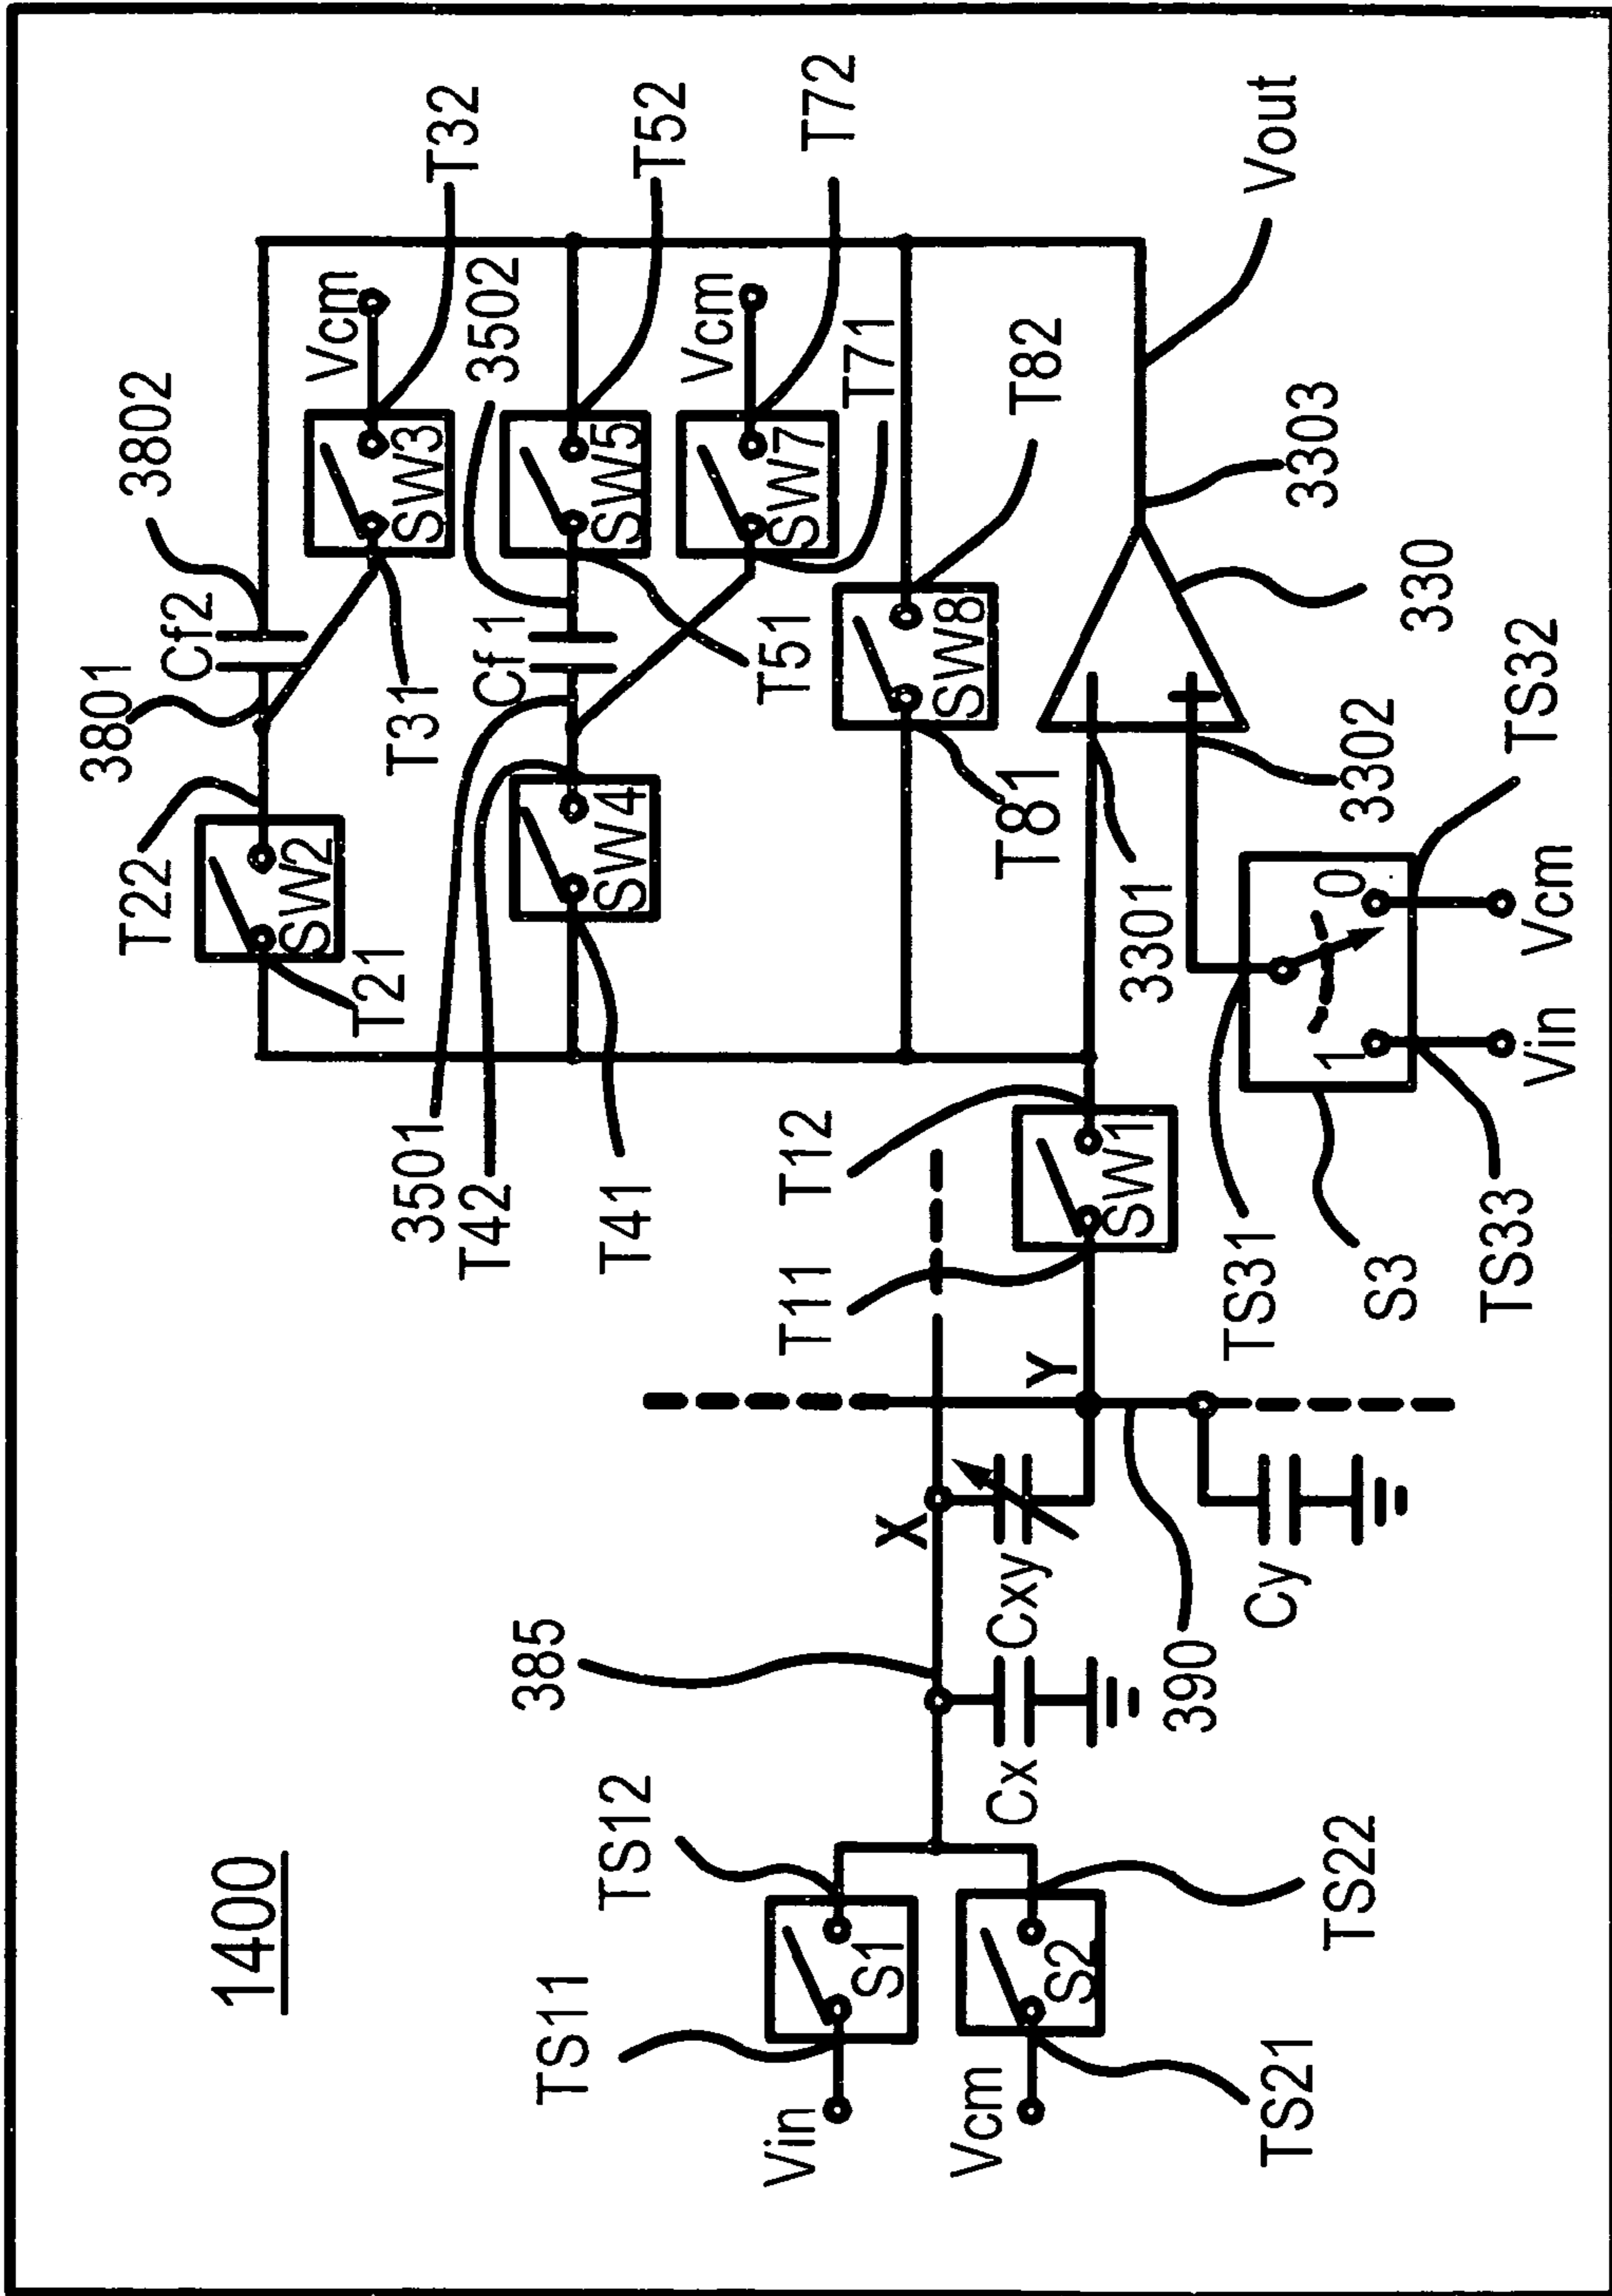 1400
3802
3801
Cf2
T22
SW2
T21
Vcm
T32
SW3
T31
3502
T52
SW5
T51
Cf1
3501
T42
SW4
T41
Vcm
T72
SW7
T71
T82
SW8
T81
Vout
3303
330
3301
3302
T12
T11
SW1
TS31
TS32
1
0
S3
TS33
Vin
Vcm
X
Y
385
Cxy
Cx
390
Cy
TS12
TS11
S1
Vin
TS22
S2
Vcm
TS21